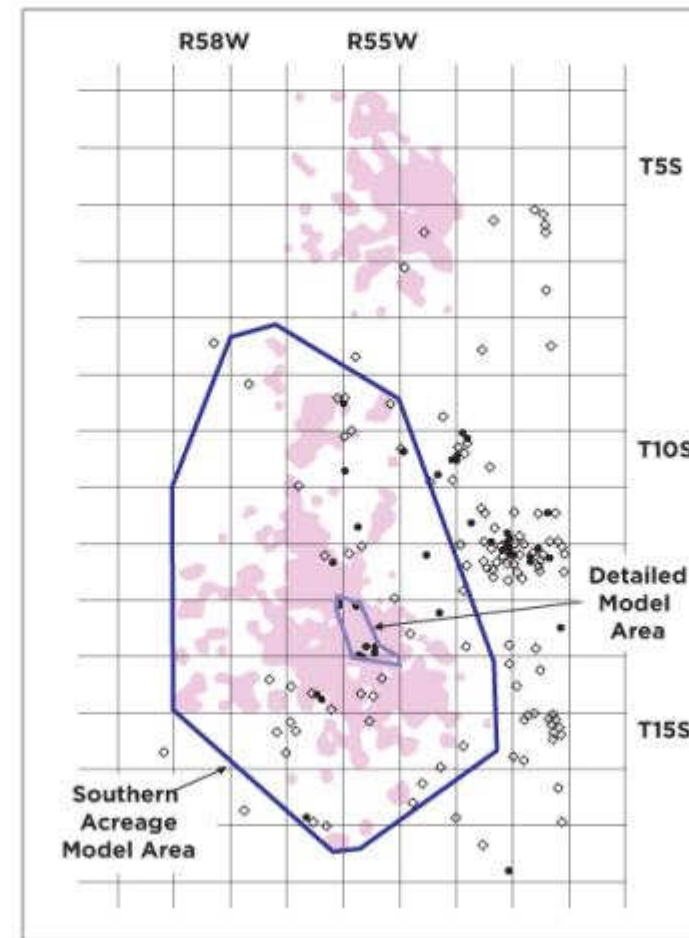 R58W R55W
T5S
T10S
Detailed
Model
Area
T15S
Southern
Acreage
Model Area